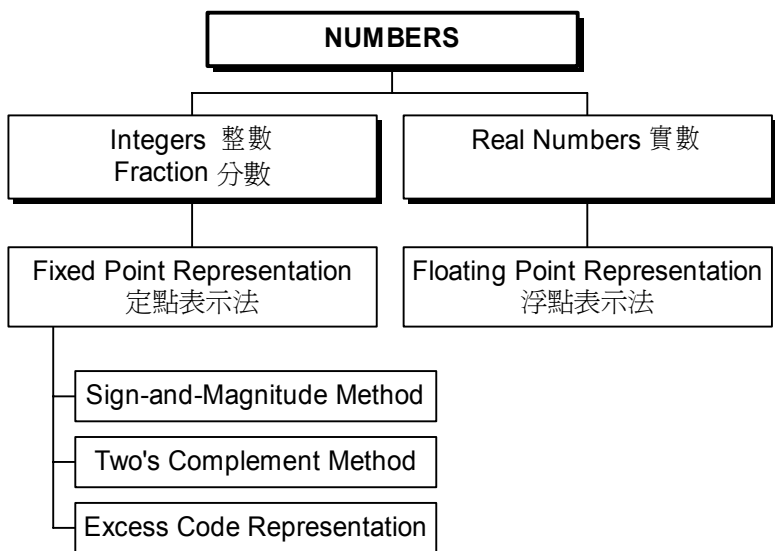 NUMBERS
Integers 整數
Fraction 分數
Real Numbers 實數
Fixed Point Representation
定點表示法
Floating Point Representation
浮點表示法
Sign-and-Magnitude Method
Two's Complement Method
Excess Code Representation